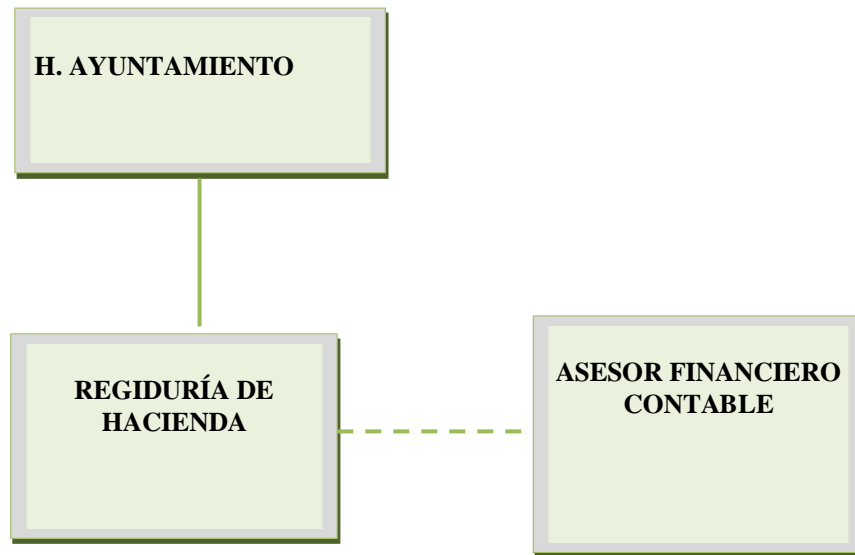 H. AYUNTAMIENTO
REGIDURÍA DE
HACIENDA
ASESOR FINANCIERO
CONTABLE